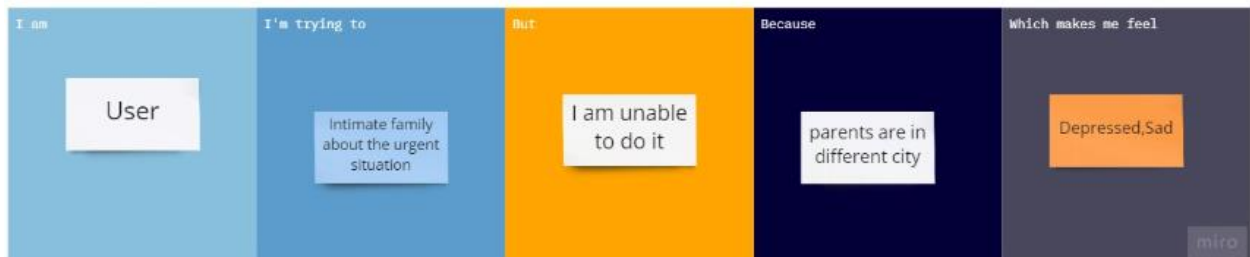 I am
User
I'm trying to
Intimate family
about the urgent
situation
But
I am unable
to do it
Because
parents are in
different city
Which makes me feel
Depressed,Sad
miro